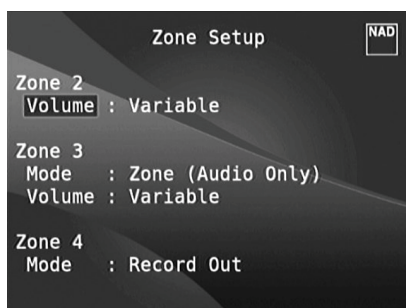 Zone Setup
NAD
Zone 2
Volume : Variable
Zone 3
Mode : Zone (Audio Only)
Volume : Variable
Zone 4
Mode : Record Out